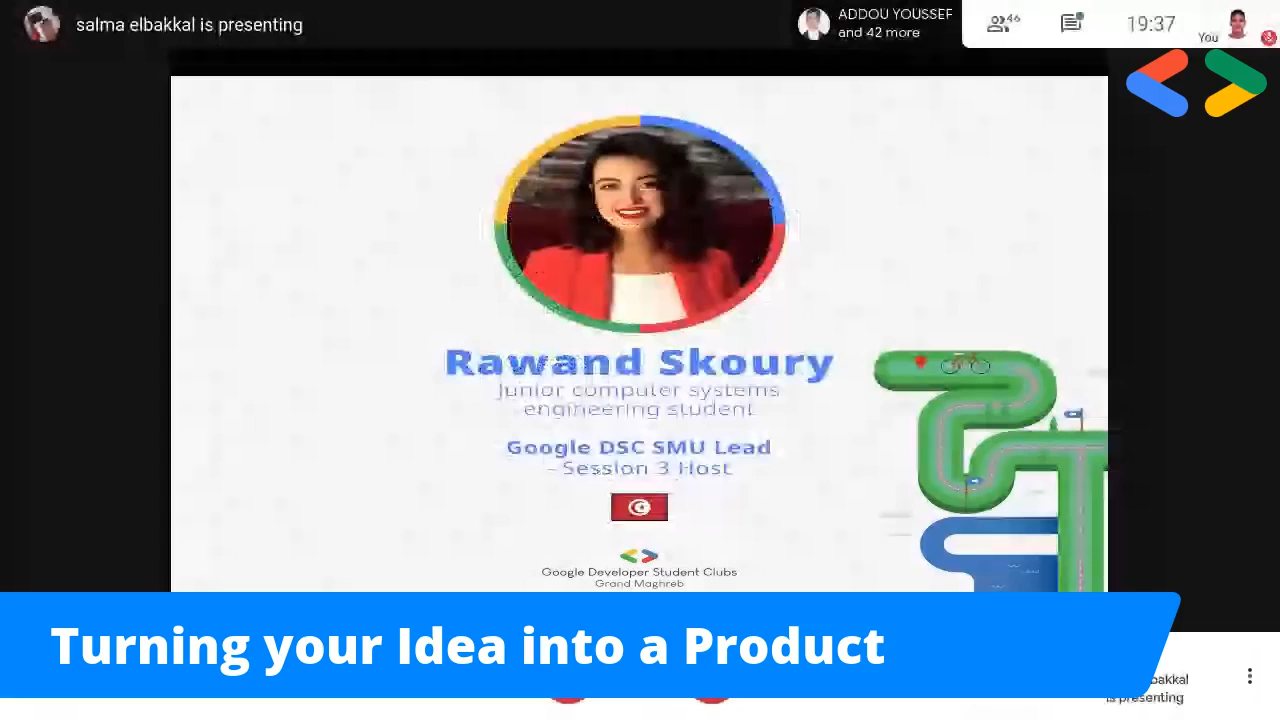 salma elbakkal is presenting
ADDOU YOUSSEF
and 42 more
46
19:37
You
Rawand Skoury
Junior computer systems
engineering student
Google DSC SMU Lead
- Session 3 Host
Google Developer Student Clubs
Grand Maghreb
Turning your Idea into a Product
bakkal
is presenting